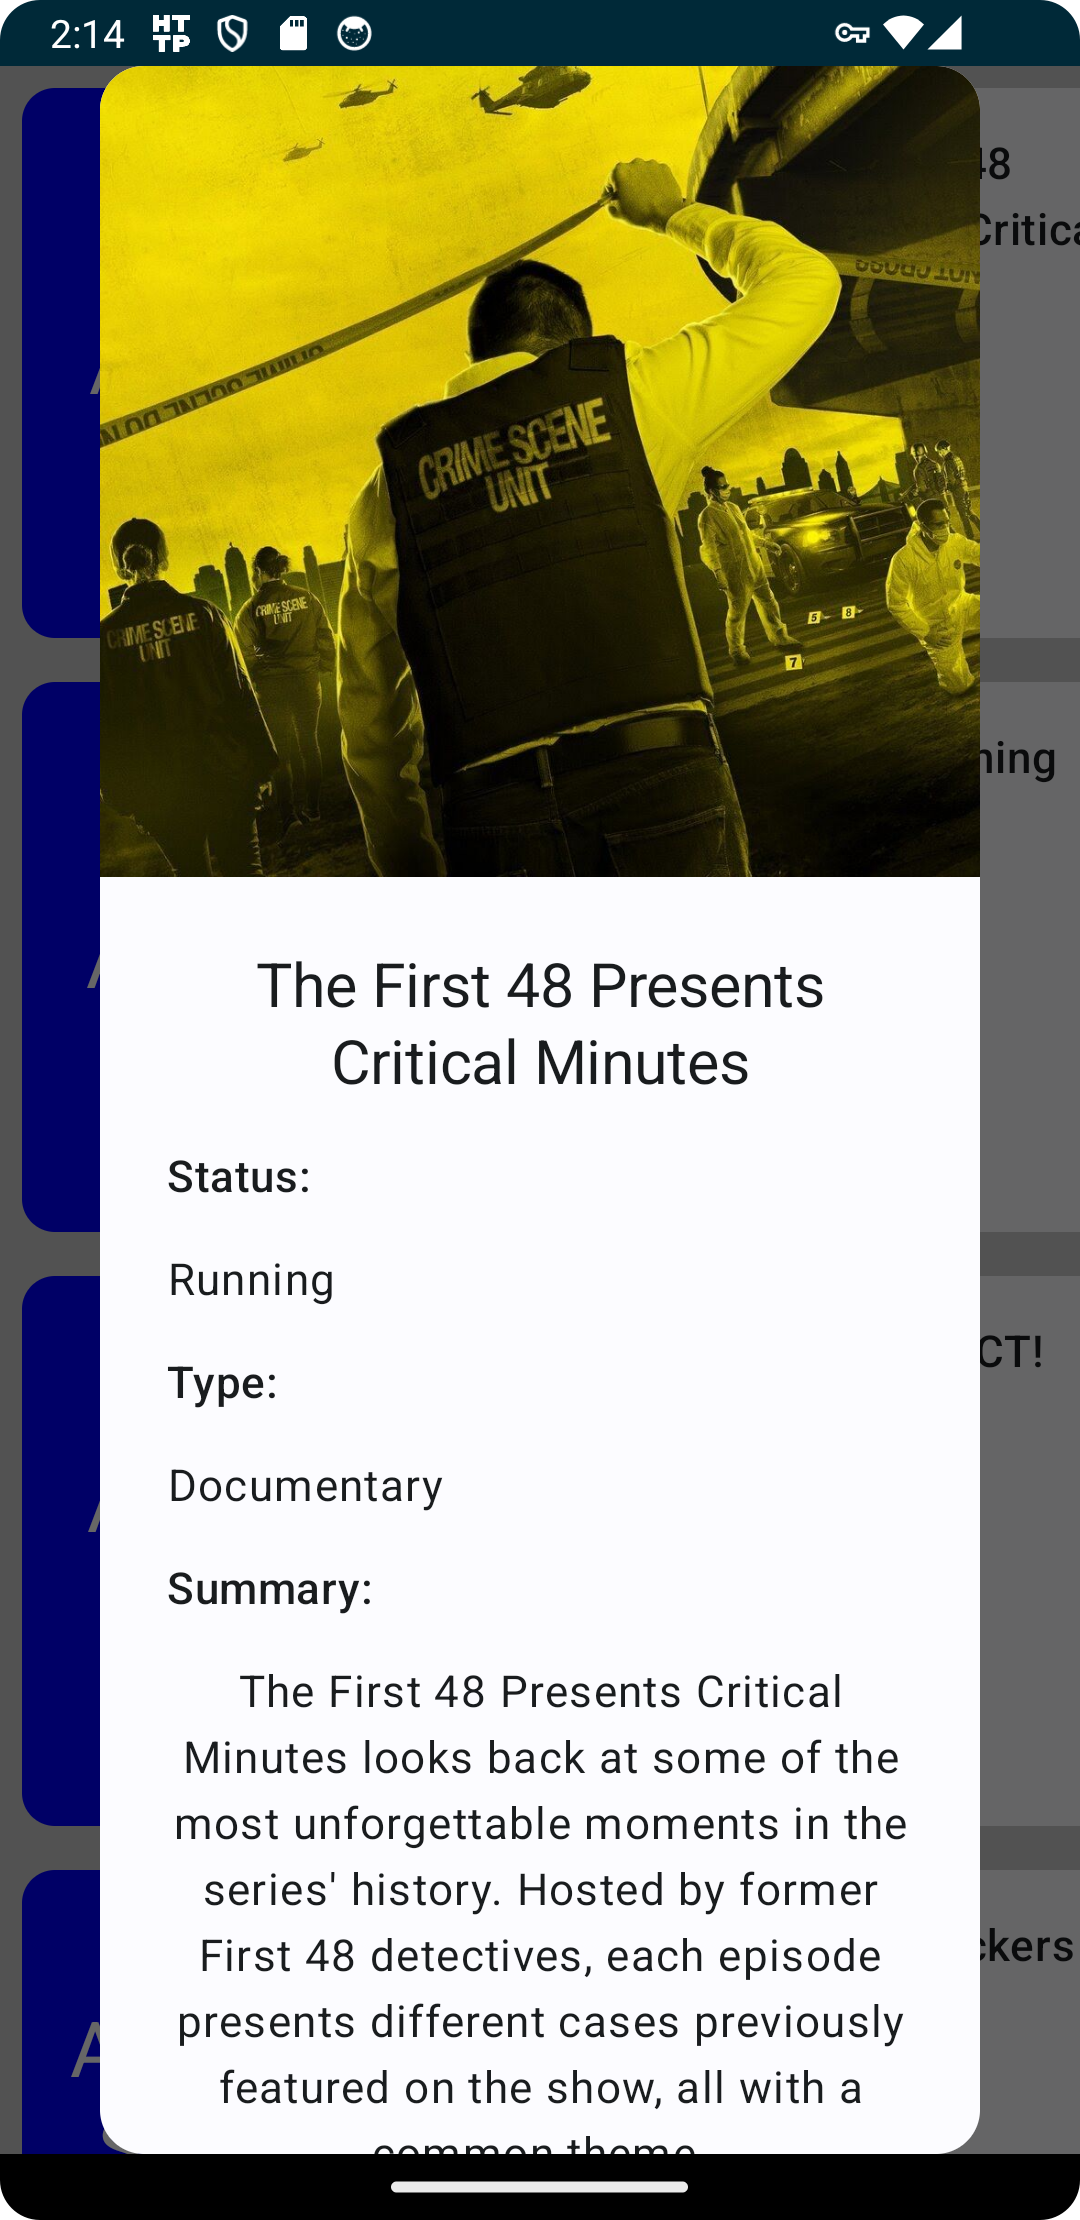 2:14
HT
TP
48
Critica
CRIME SCENE DO N
NOT CROSS
CRIME SCENE
UNIT
CRIME SCENE
UNIT
CRIME SCENE
UNIT
5
8
7
ning
The First 48 Presents
Critical Minutes
Status:
Running
Type:
CT!
Documentary
Summary:
The First 48 Presents Critical
Minutes looks back at some of the
most unforgettable moments in the
series' history. Hosted by former
First 48 detectives, each episode
ckers
presents different cases previously
featured on the show, all with a
common theme.